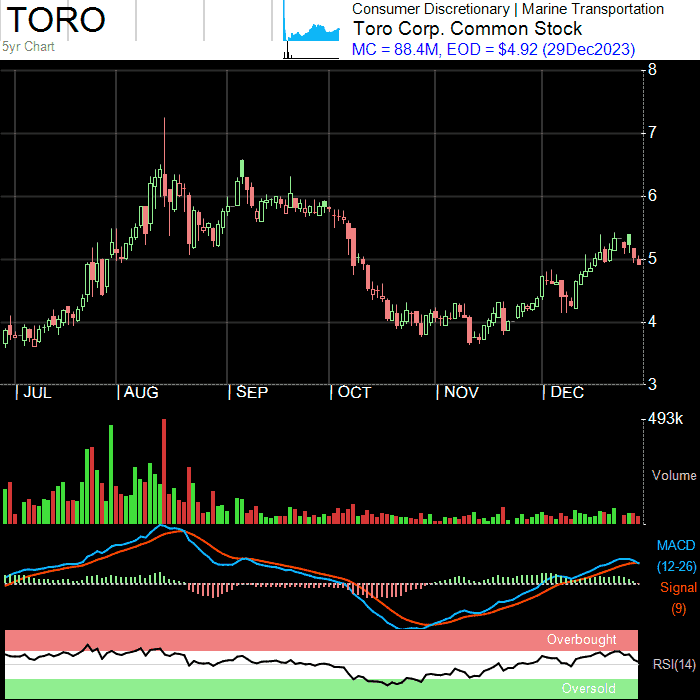 TORO
5yr Chart
Consumer Discretionary | Marine Transportation
Toro Corp. Common Stock
MC = 88.4M, EOD = $4.92 (29Dec2023)
8
7
6
5
4
3
JUL AUG SEP OCT NOV DEC
493k
Volume
MACD
(12-26)
Signal
(9)
Overbought
RSI(14)
Oversold